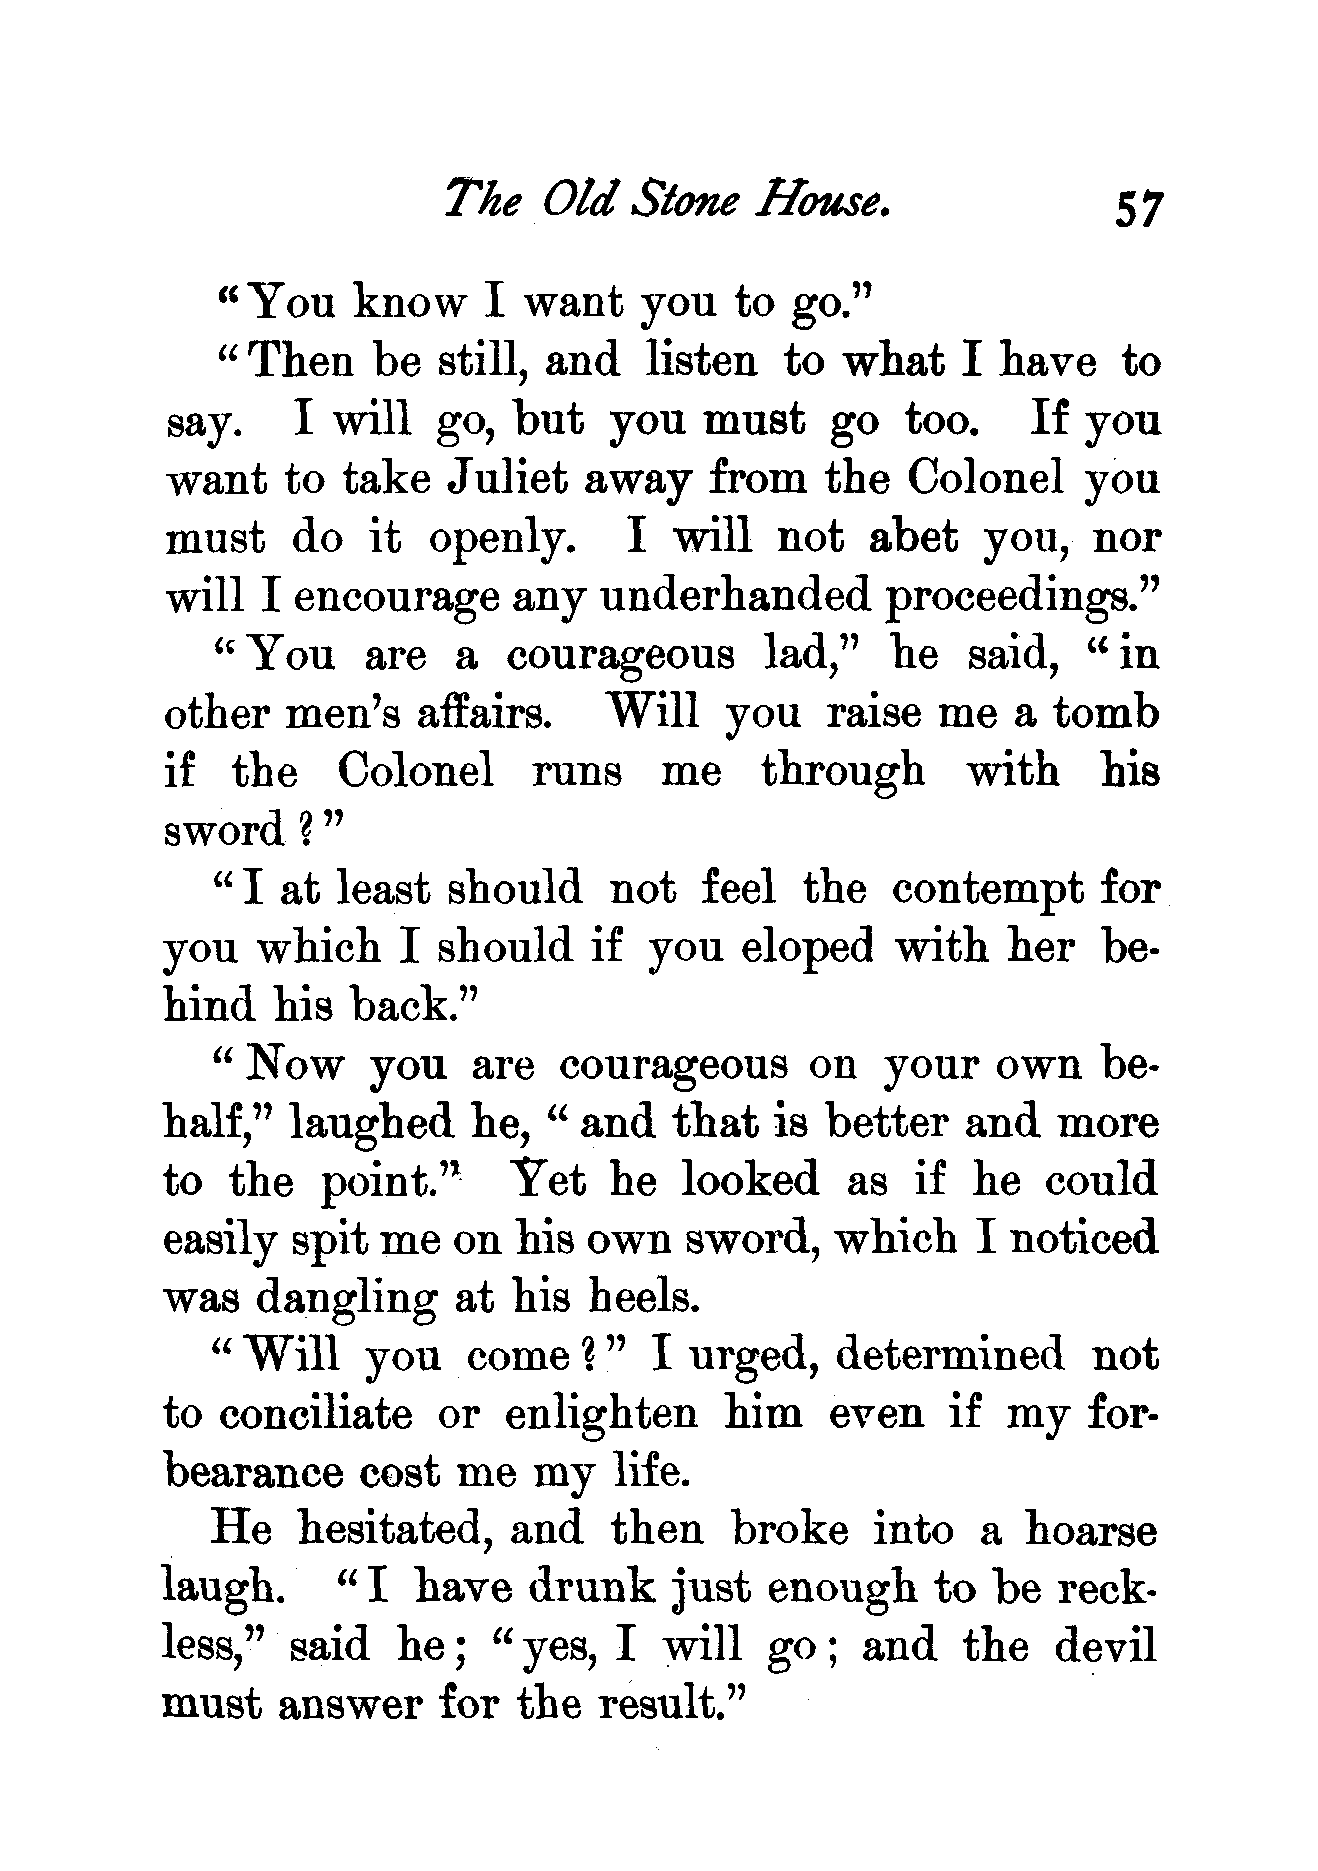 The Old Stone House. 57
“You know I want you to go.”
“Then be still, and listen to what I have to
say. I will go, but you must go too. If you
want to take Juliet away from the Colonel you
must do it openly. I will not abet you, nor
will I encourage any underhanded proceedings.”
“You are a courageous lad,” he said, “in
other men’s affairs. Will you raise me a tomb
if the Colonel runs me through with his
sword?”
“I at least should not feel the contempt for
you which I should if you eloped with her be-
hind his back.”
“Now you are courageous on your own be-
half,” laughed he, “and that is better and more
to the point.” Yet he looked as if he could
easily spit me on his own sword, which I noticed
was dangling at his heels.
“Will you come?” I urged, determined not
to conciliate or enlighten him even if my for-
bearance cost me my life.
He hesitated, and then broke into a hoarse
laugh. “I have drunk just enough to be reck-
less,” said he; “yes, I will go; and the devil
must answer for the result.”